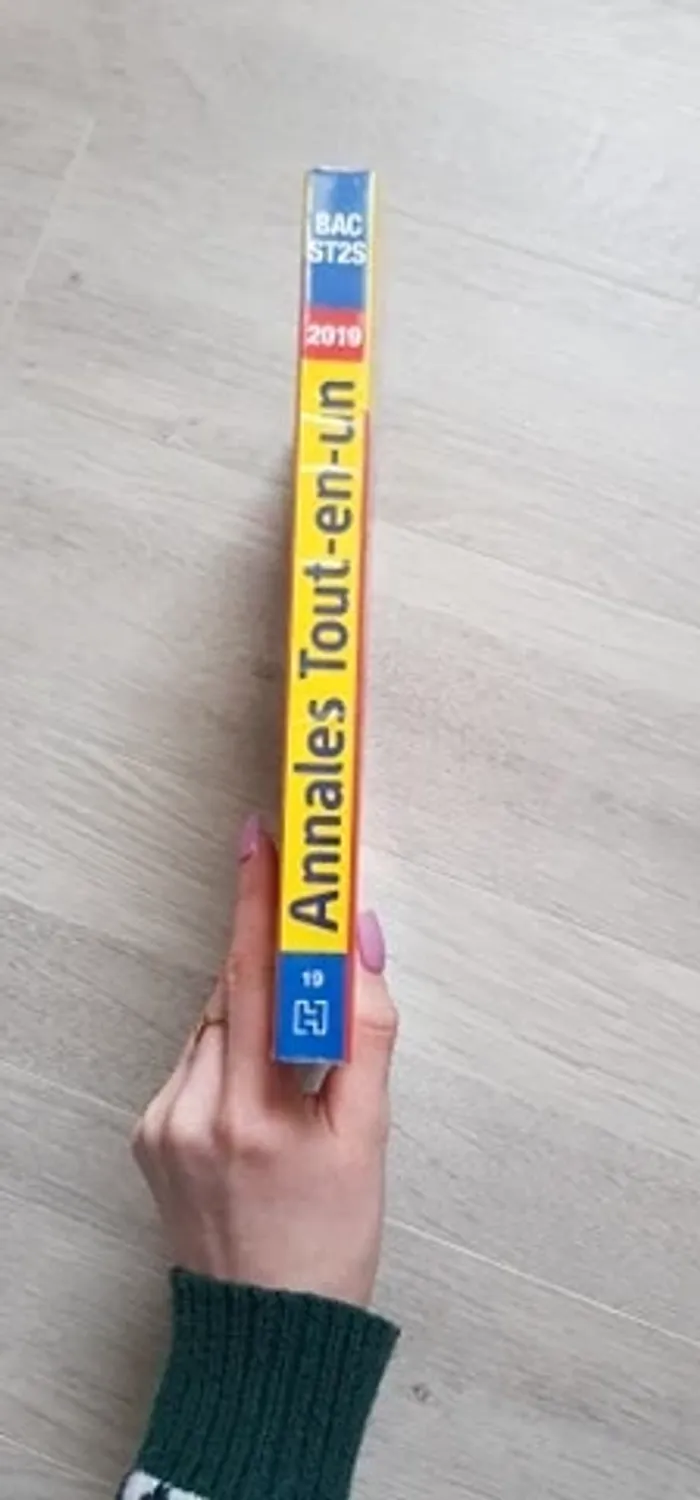 BAC
ST2S
2019
Annales Tout-en-un
19
H